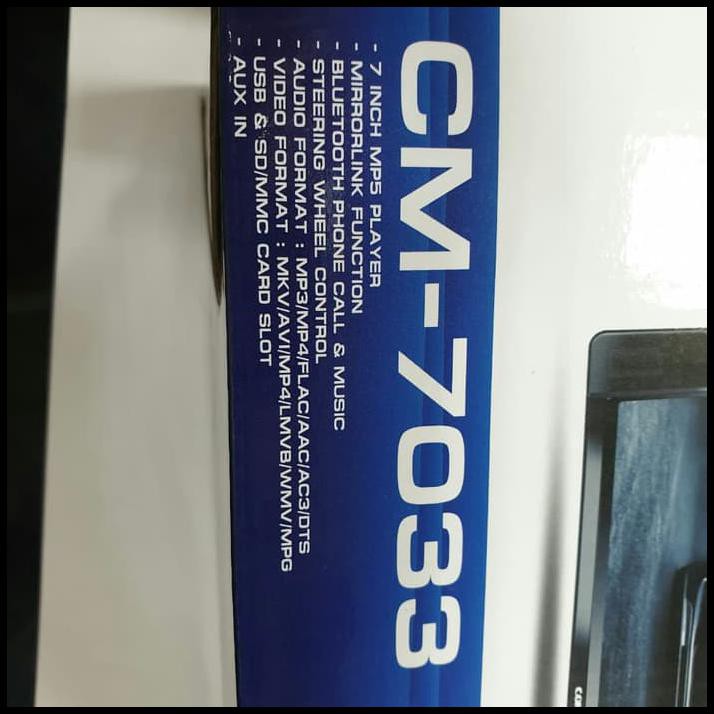 CM-7033
- 7 INCH MP5 PLAYER
- MIRRORLINK FUNCTION
- BLUETOOTH PHONE CALL & MUSIC
- STEERING WHEEL CONTROL
- AUDIO FORMAT : MP3/MP4/FLAC/AAC/AC3/DTS
- VIDEO FORMAT : MKV/AVI/MP4/LMVB/WMV/MPG
- USB & SD/MMC CARD SLOT
- AUX IN